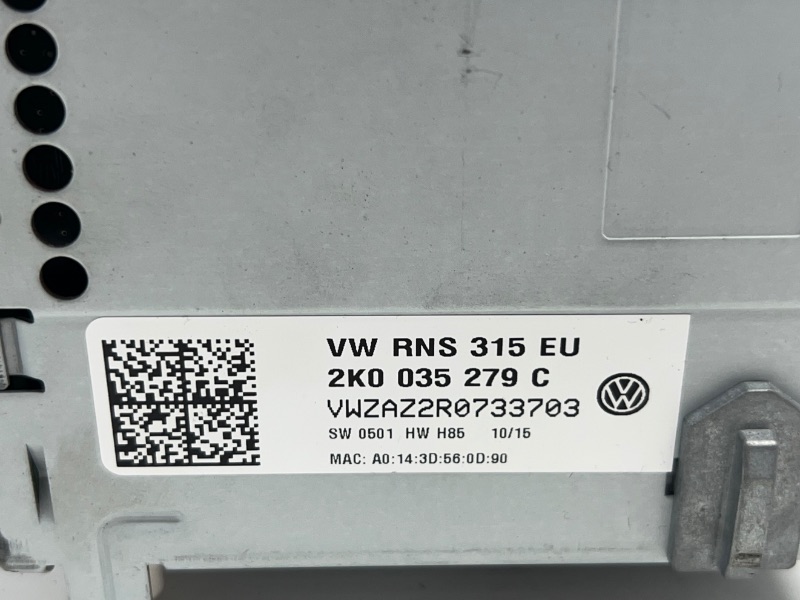 VW RNS 315 EU
2K0 035 279 C
VWZAZ2R0733703
SW 0501 HW H85 10/15
MAC: A0:14:3D:56:0D:90